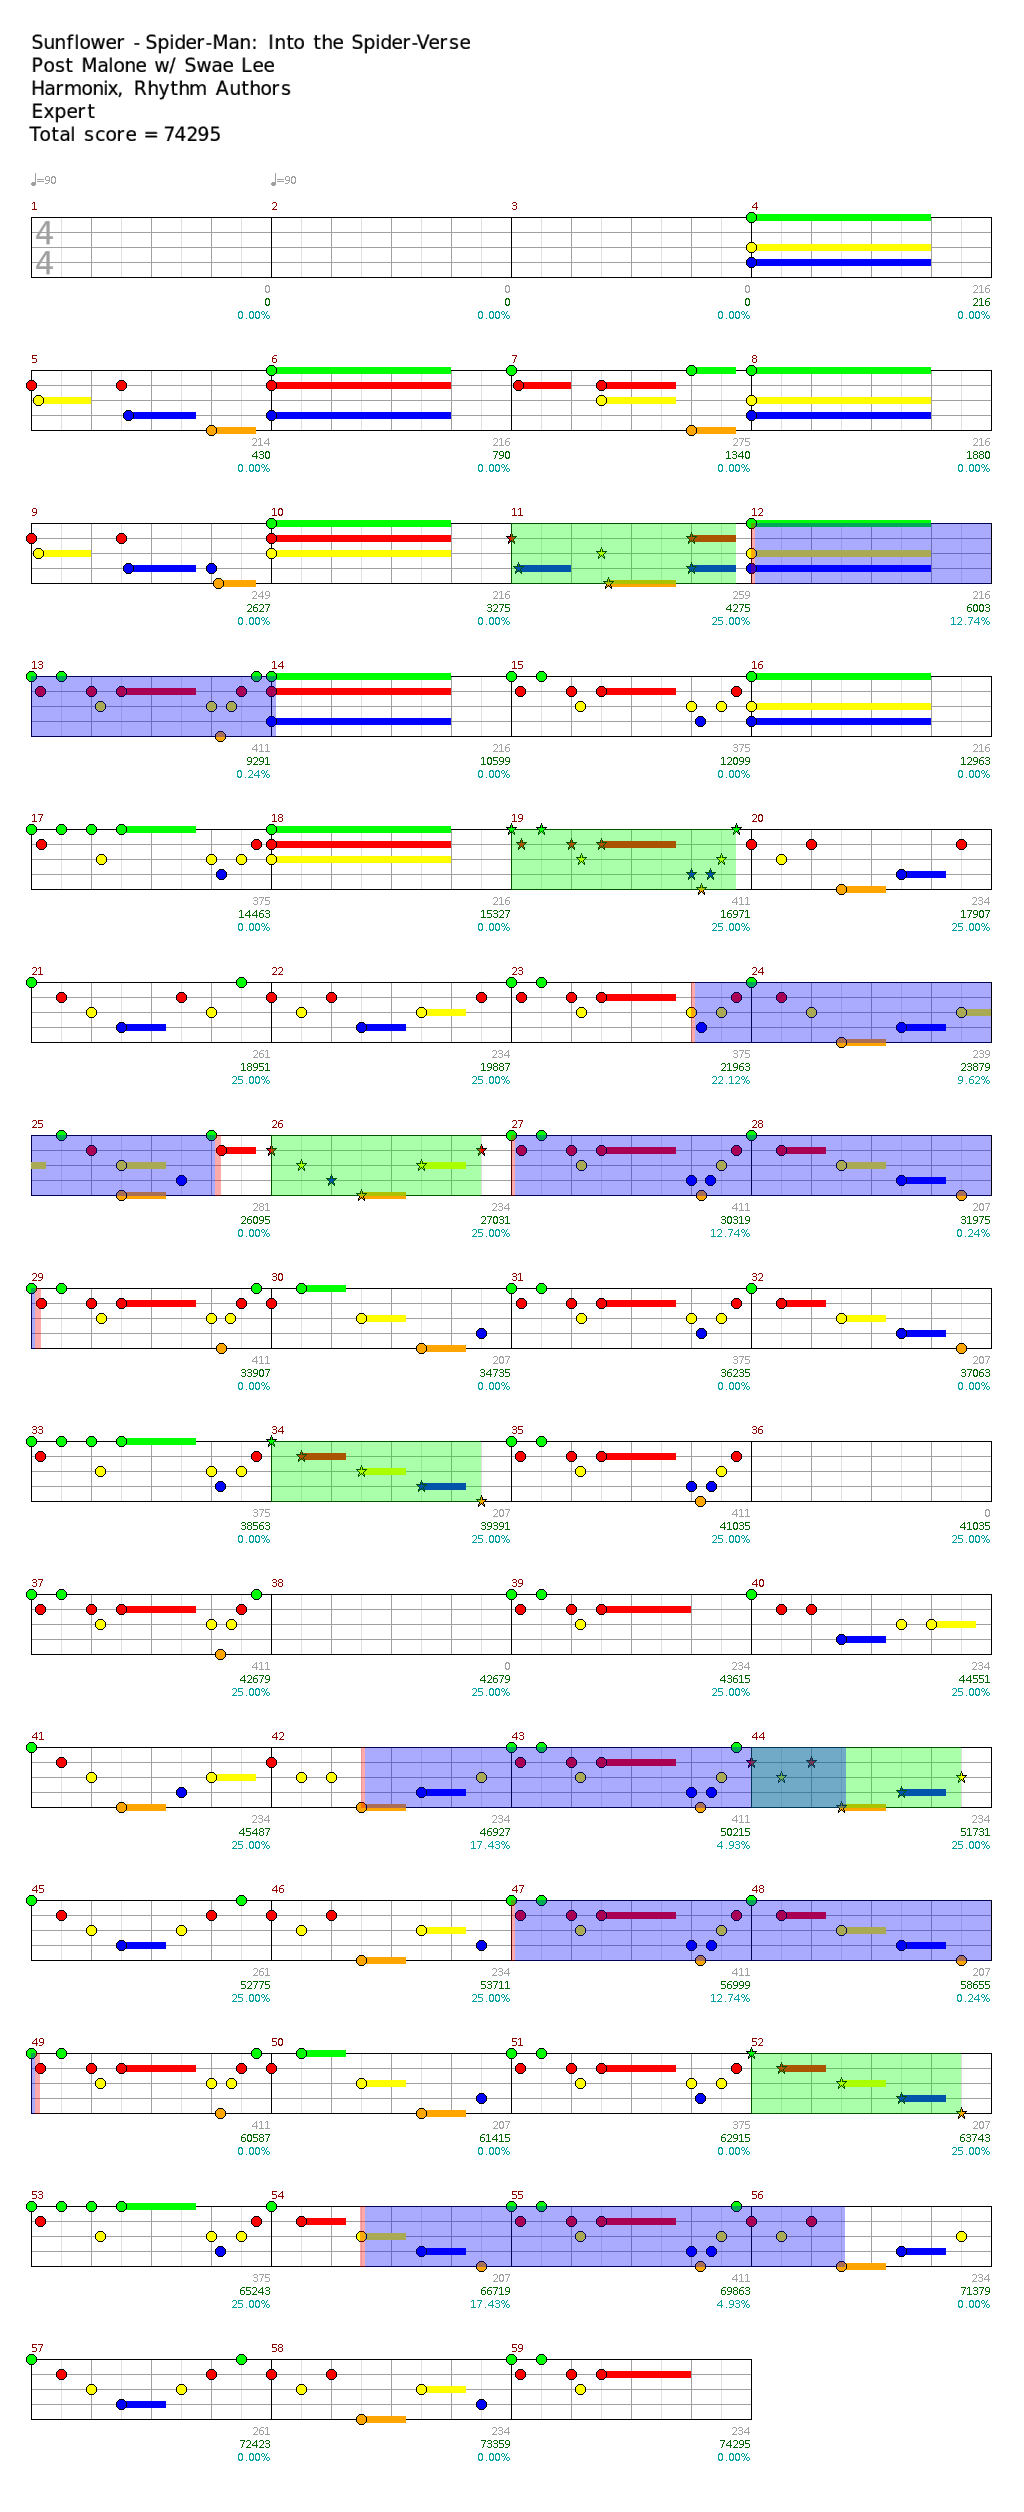 Sunflower - Spider-Man: Into the Spider-Verse
Post Malone w/ Swae Lee
Harmonix, Rhythm Authors
Expert
Total score = 74295
♩=90 ♩=90
1 2 3 4
4
4
0 0 0 216
0 0 0 216
0.00% 0.00% 0.00% 0.00%
5 6 7 8
214 216 275 216
430 790 1340 1880
0.00% 0.00% 0.00% 0.00%
9 10 11 12
249 216 259 216
2627 3275 4275 6003
0.00% 0.00% 25.00% 12.74%
13 14 15 16
411 216 375 216
9291 10599 12099 12963
0.24% 0.00% 0.00% 0.00%
17 18 19 20
375 216 411 234
14463 15327 16971 17907
0.00% 0.00% 25.00% 25.00%
21 22 23 24
261 234 375 239
18951 19887 21963 23879
25.00% 25.00% 22.12% 9.62%
25 26 27 28
281 234 411 207
26095 27031 30319 31975
0.00% 25.00% 12.74% 0.24%
29 30 31 32
411 207 375 207
33907 34735 36235 37063
0.00% 0.00% 0.00% 0.00%
33 34 35 36
375 207 411 0
38563 39391 41035 41035
0.00% 25.00% 25.00% 25.00%
37 38 39 40
411 0 234 234
42679 42679 43615 44551
25.00% 25.00% 25.00% 25.00%
41 42 43 44
234 234 411 234
45487 46927 50215 51731
25.00% 17.43% 4.93% 25.00%
45 46 47 48
261 234 411 207
52775 53711 56999 58655
25.00% 25.00% 12.74% 0.24%
49 50 51 52
411 207 375 207
60587 61415 62915 63743
0.00% 0.00% 0.00% 25.00%
53 54 55 56
375 207 411 234
65243 66719 69863 71379
25.00% 17.43% 4.93% 0.00%
57 58 59
261 234 234
72423 73359 74295
0.00% 0.00% 0.00%